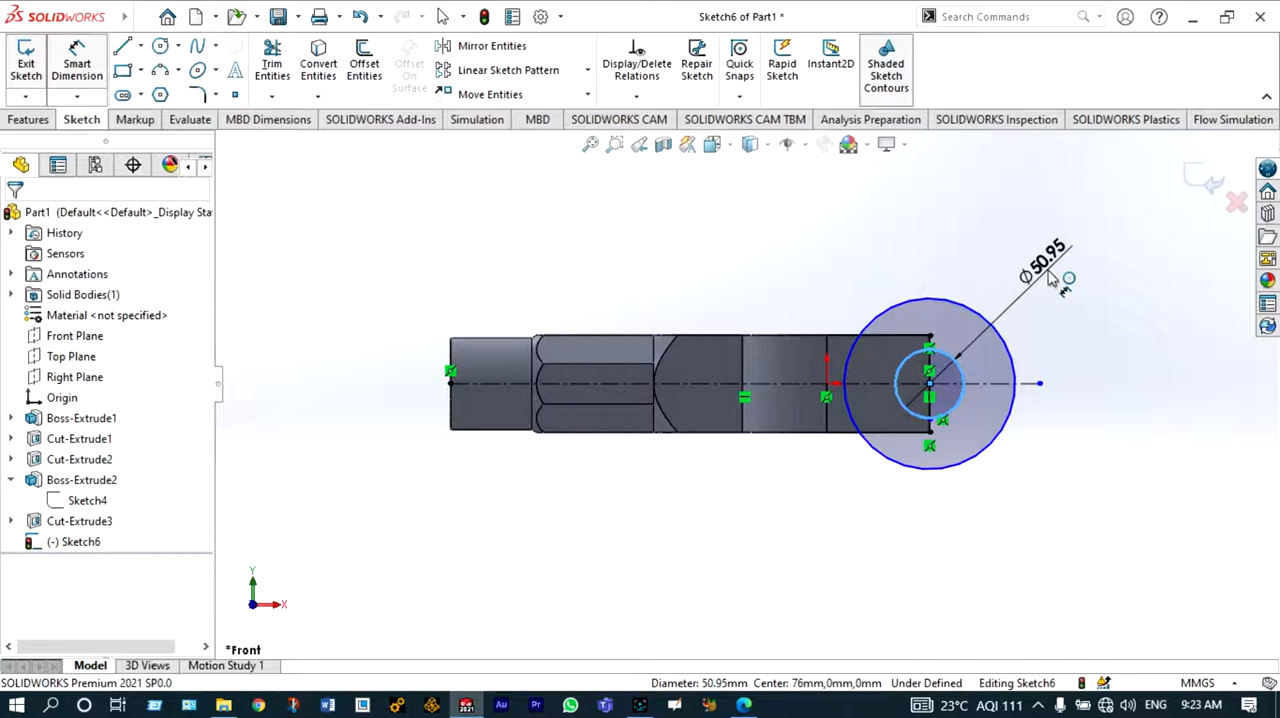 SOLIDWORKS
Sketch6 of Part1 *
Search Commands
Exit Sketch
Smart Dimension
Trim Entities
Convert Entities
Offset Entities
Offset On Surface
Mirror Entities
Linear Sketch Pattern
Move Entities
Display/Delete Relations
Repair Sketch
Quick Snaps
Rapid Sketch
Instant2D
Shaded Sketch Contours
Features
Sketch
Markup
Evaluate
MBD Dimensions
SOLIDWORKS Add-Ins
Simulation
MBD
SOLIDWORKS CAM
SOLIDWORKS CAM TBM
Analysis Preparation
SOLIDWORKS Inspection
SOLIDWORKS Plastics
Flow Simulation
Part1 (Default<<Default>_Display Sta
History
Sensors
Annotations
Solid Bodies(1)
Material <not specified>
Front Plane
Top Plane
Right Plane
Origin
Boss-Extrude1
Cut-Extrude1
Cut-Extrude2
Boss-Extrude2
Sketch4
Cut-Extrude3
(-) Sketch6
Ø50.95
Y
X
*Front
Model
3D Views
Motion Study 1
SOLIDWORKS Premium 2021 SP0.0
Diameter: 50.95mm Center: 76mm,0mm,0mm
Under Defined
Editing Sketch6
MMGS
23°C AQI 111
ENG
9:23 AM